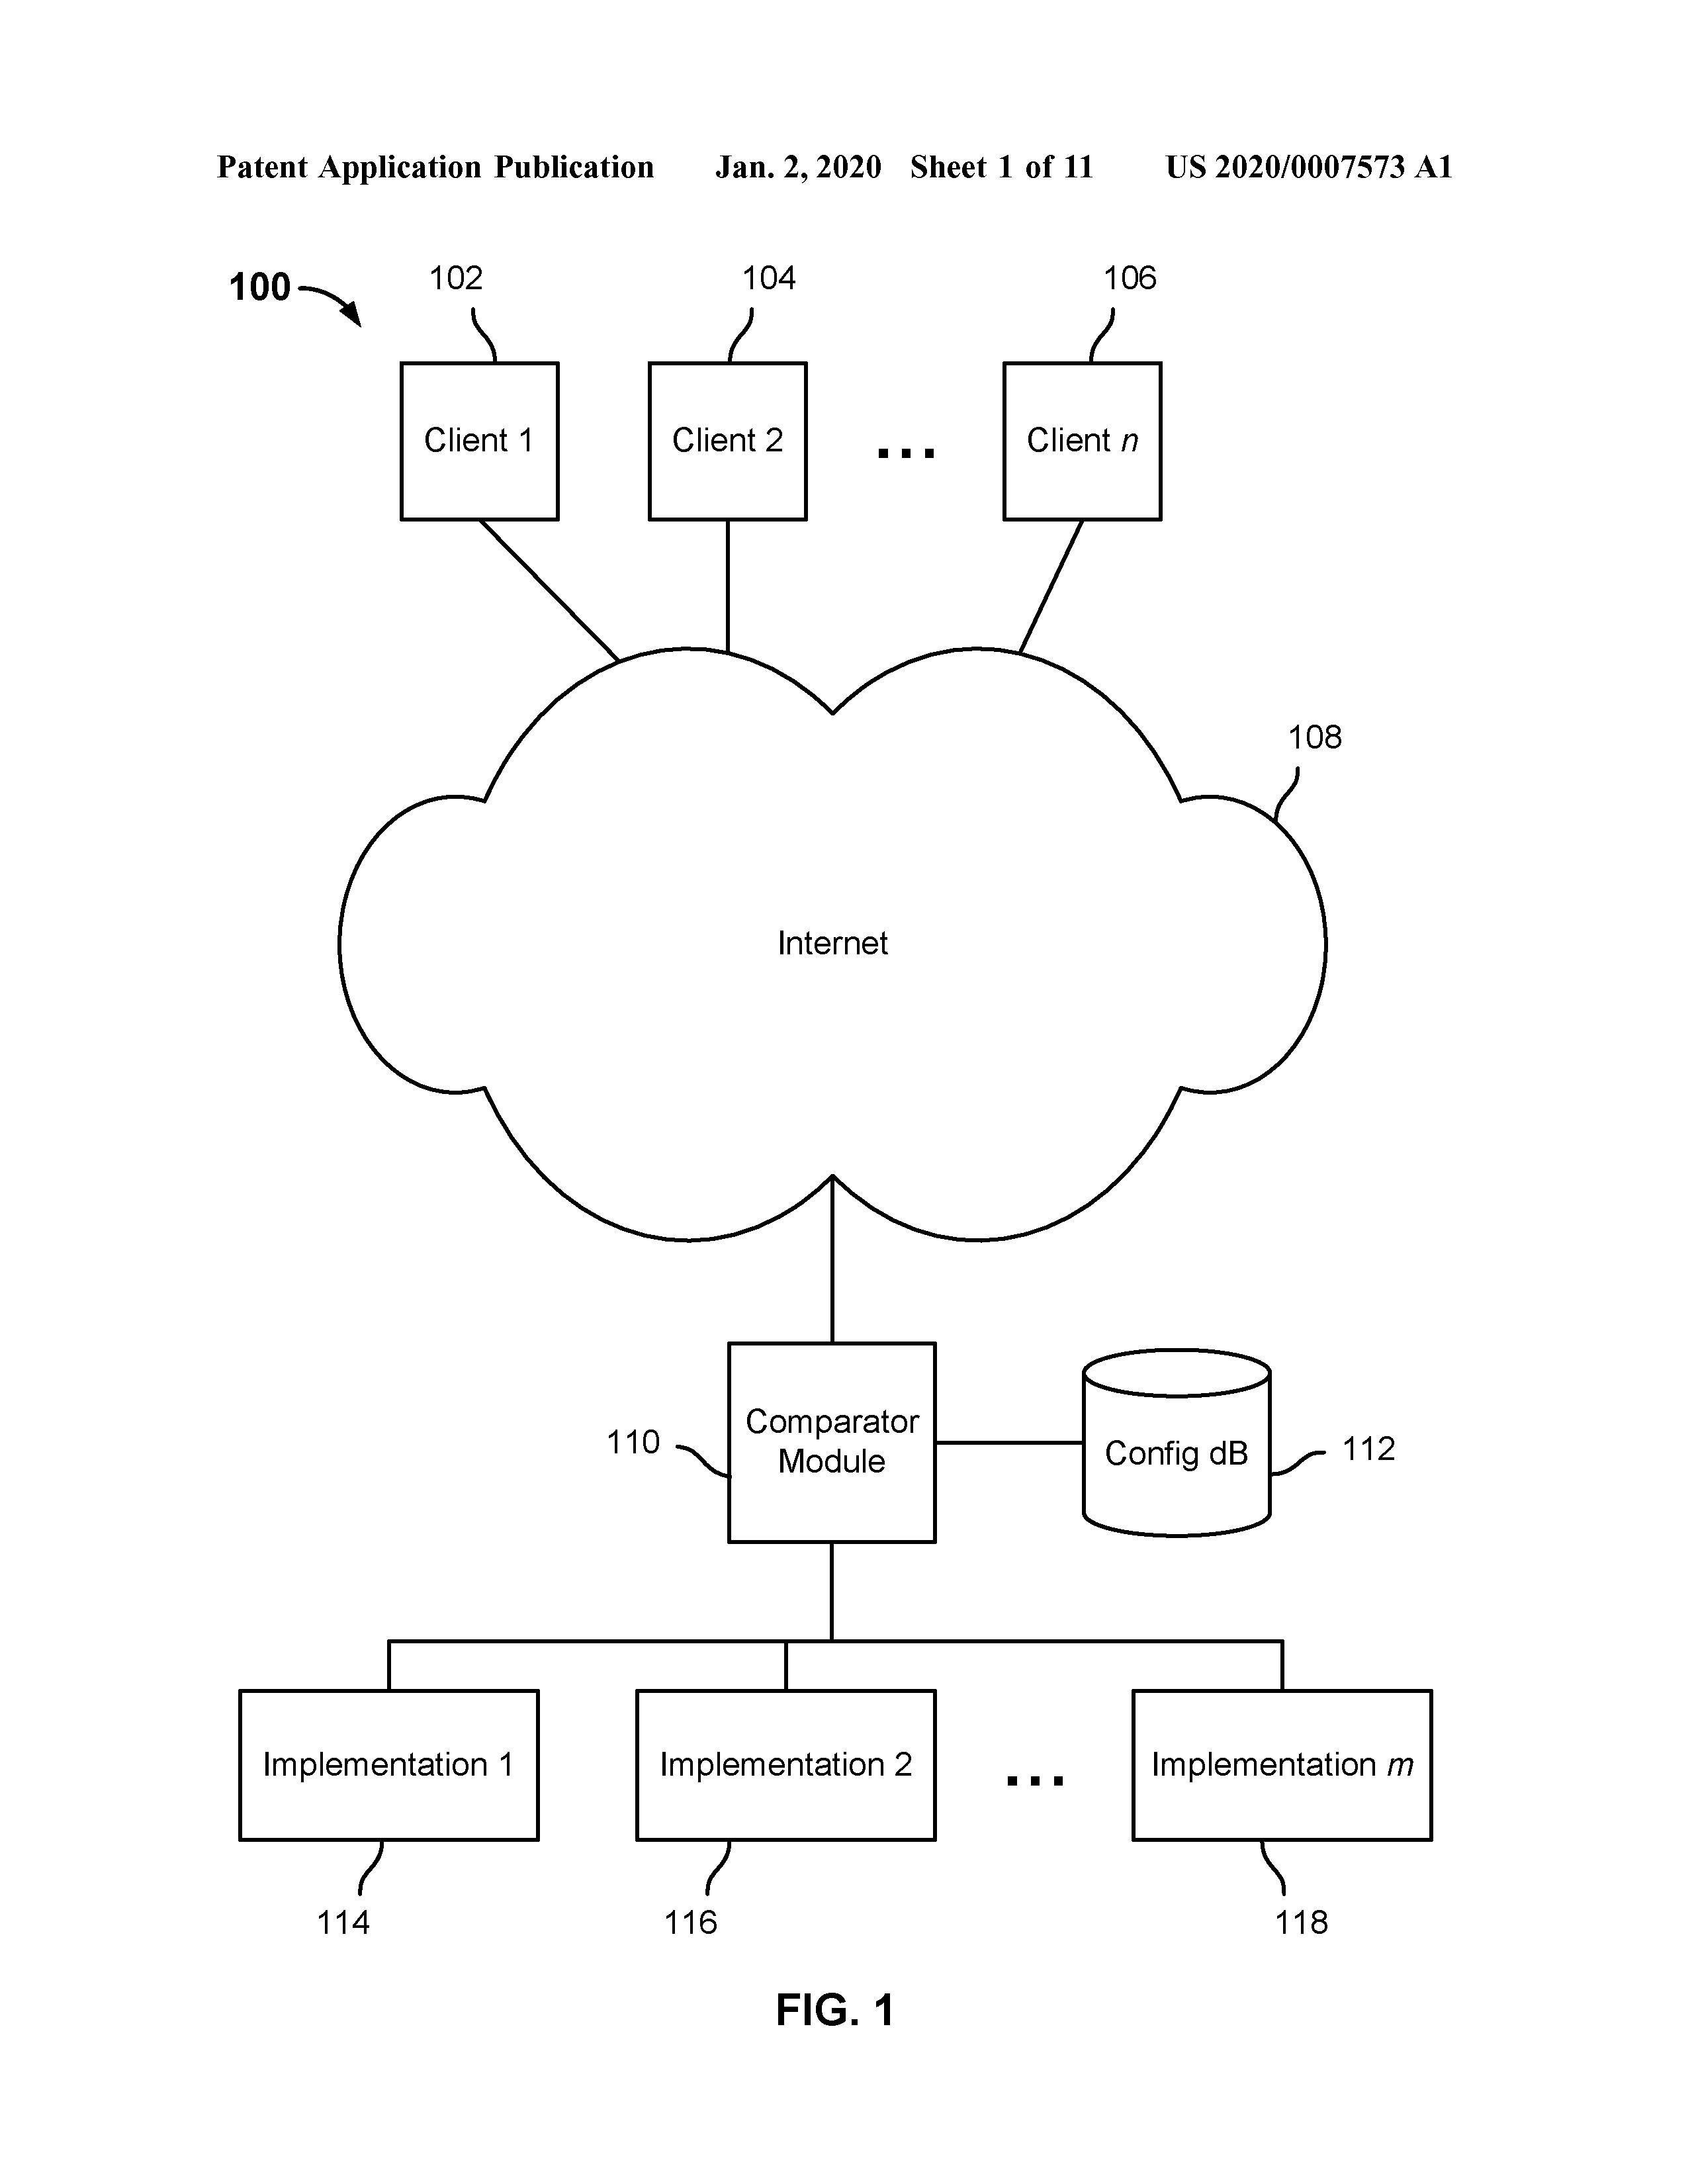 Patent Application Publication Jan. 2, 2020 Sheet 1 of 11 US 2020/0007573 A1
100
102
104
106
Client 1
Client 2
...
Client n
108
Internet
Comparator
Module
110
Config dB
112
Implementation 1
Implementation 2
...
Implementation m
114
116
118
FIG. 1